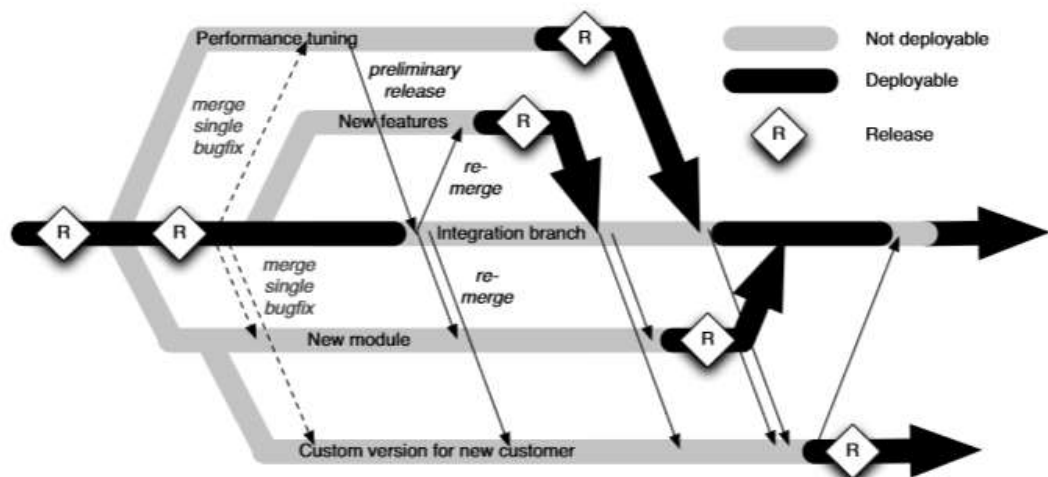 Performance tuning
R
Not deployable
preliminary
release
Deployable
merge
single
bugfix
New features
R
R
Release
re-
merge
R
R
Integration branch
merge
single
bugfix
re-
merge
New module
R
Custom version for new customer
R